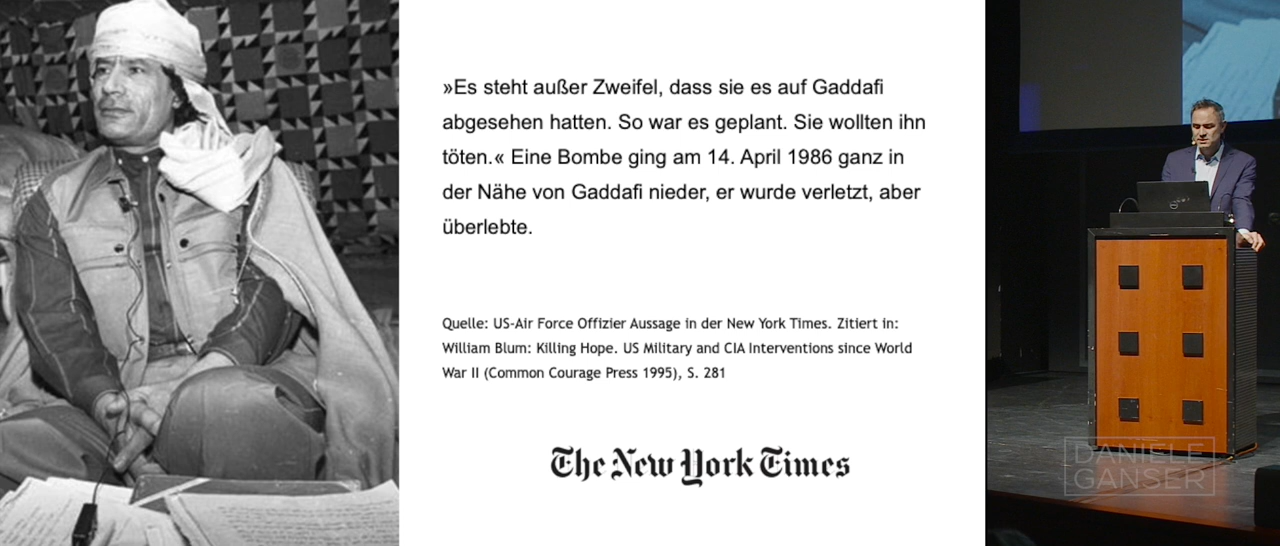 »Es steht außer Zweifel, dass sie es auf Gaddafi
abgesehen hatten. So war es geplant. Sie wollten ihn
töten.« Eine Bombe ging am 14. April 1986 ganz in
der Nähe von Gaddafi nieder, er wurde verletzt, aber
überlebte.
Quelle: US-Air Force Offizier Aussage in der New York Times. Zitiert in:
William Blum: Killing Hope. US Military and CIA Interventions since World
War II (Common Courage Press 1995), S. 281
The New York Times
DANIELE
GANSER